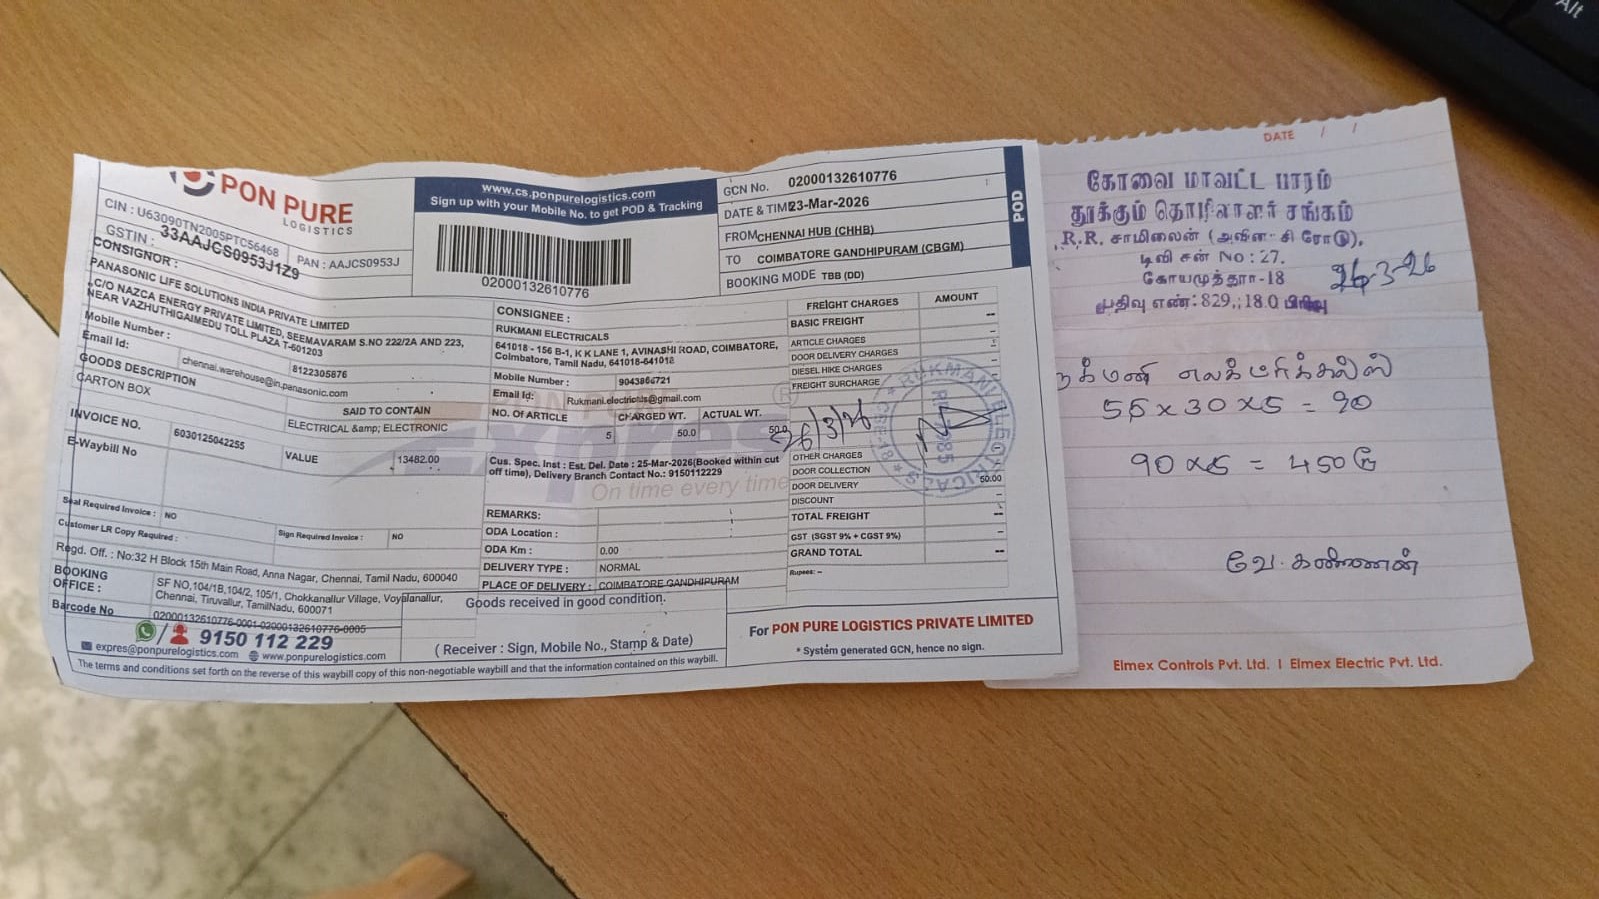 PON PURE
LOGISTICS
CIN : U63090TN2005PTC56468
GSTIN : 33AAJCS0953J1Z9
PAN : AAJCS0953J
www.cs.ponpurelogistics.com
Sign up with your Mobile No. to get POD & Tracking
02000132610776
GCN No. 02000132610776
DATE & TIME 23-Mar-2026
FROM CHENNAI HUB (CHHB)
TO COIMBATORE GANDHIPURAM (CBGM)
BOOKING MODE TBB (DD)
POD
CONSIGNOR :
PANASONIC LIFE SOLUTIONS INDIA PRIVATE LIMITED
C/O NAZCA ENERGY PRIVATE LIMITED, SEEMAVARAM S.NO 222/2A AND 223,
NEAR VAZHUTHIGAIMEDU TOLL PLAZA T-601203
Mobile Number : 8122305876
Email Id: chennai.warehouse@in.panasonic.com
CONSIGNEE :
RUKMANI ELECTRICALS
641018 - 156 B-1, K K LANE 1, AVINASHI ROAD, COIMBATORE,
Coimbatore, Tamil Nadu, 641018-641018
Mobile Number : 9043864721
Email Id: Rukmani.electricals@gmail.com
GOODS DESCRIPTION
CARTON BOX
SAID TO CONTAIN
ELECTRICAL &amp; ELECTRONIC
NO. OF ARTICLE CHARGED WT. ACTUAL WT.
5 50.0 50.0
INVOICE NO. 6030125042255 VALUE 13482.00
E-Waybill No
Cus. Spec. Inst : Est. Del. Date : 25-Mar-2026(Booked within cut
off time), Delivery Branch Contact No.: 9150112229
Expres
On time every time
Seal Required Invoice : NO
Sign Required Invoice : NO
Customer LR Copy Required :
REMARKS:
ODA Location :
ODA Km : 0.00
DELIVERY TYPE : NORMAL
PLACE OF DELIVERY : COIMBATORE GANDHIPURAM
FREIGHT CHARGES AMOUNT
BASIC FREIGHT --
ARTICLE CHARGES --
DOOR DELIVERY CHARGES --
DIESEL HIKE CHARGES --
FREIGHT SURCHARGE
26/3/26
RUKMANI ELECTRICALS
CBE-18
OTHER CHARGES
DOOR COLLECTION
DOOR DELIVERY 50.00
DISCOUNT --
TOTAL FREIGHT --
GST (SGST 9% + CGST 9%) --
GRAND TOTAL --
Rupees: --
Regd. Off. : No:32 H Block 15th Main Road, Anna Nagar, Chennai, Tamil Nadu, 600040
BOOKING OFFICE : SF NO,104/1B,104/2, 105/1, Chokkanallur Village, Voyalanallur,
Chennai, Tiruvallur, TamilNadu, 600071
Barcode No 02000132610776-0001-02000132610776-0005
9150 112 229
expres@ponpurelogistics.com www.ponpurelogistics.com
Goods received in good condition.
( Receiver : Sign, Mobile No., Stamp & Date)
For PON PURE LOGISTICS PRIVATE LIMITED
* System generated GCN, hence no sign.
The terms and conditions set forth on the reverse of this waybill copy of this non-negotiable waybill and that the information contained on this waybill.
DATE / /
கோவை மாவட்ட பாரம்
தூக்கும் தொழிலாளர் சங்கம்
R.R. சாமிலைன் (அவினாசி ரோடு),
டிவிசன் No : 27.
கோயமுத்தூர்-18
பதிவு எண்: 829,
26-3-26
ருக்மணி எலக்ட்ரிக்கல்ஸ்
55 x 30 x 5 = 90
90 x 5 = 450 ரூ
வே. கண்ணன்
Elmex Controls Pvt. Ltd. | Elmex Electric Pvt. Ltd.
Alt